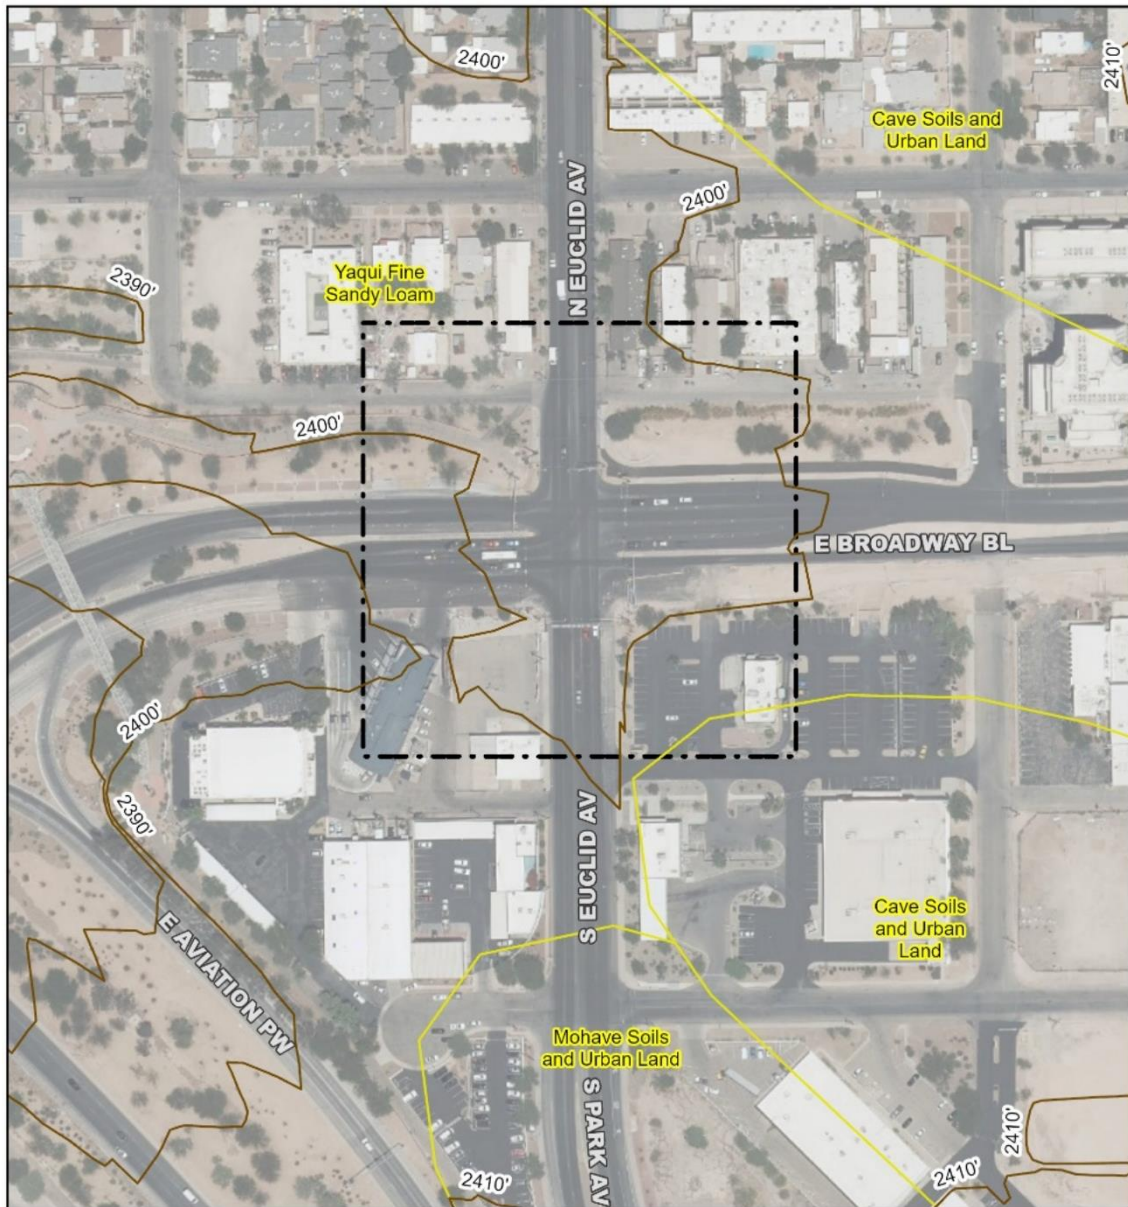 2400'
2410'
Cave Soils and
Urban Land
N EUCLID AV
2400'
Yaqui Fine
Sandy Loam
2390'
2400'
E BROADWAY BL
2400'
2390'
S EUCLID AV
Cave Soils
and Urban
Land
E AVIATION PW
Mohave Soils
and Urban Land
S PARK AV
2410'
2410'
2410'